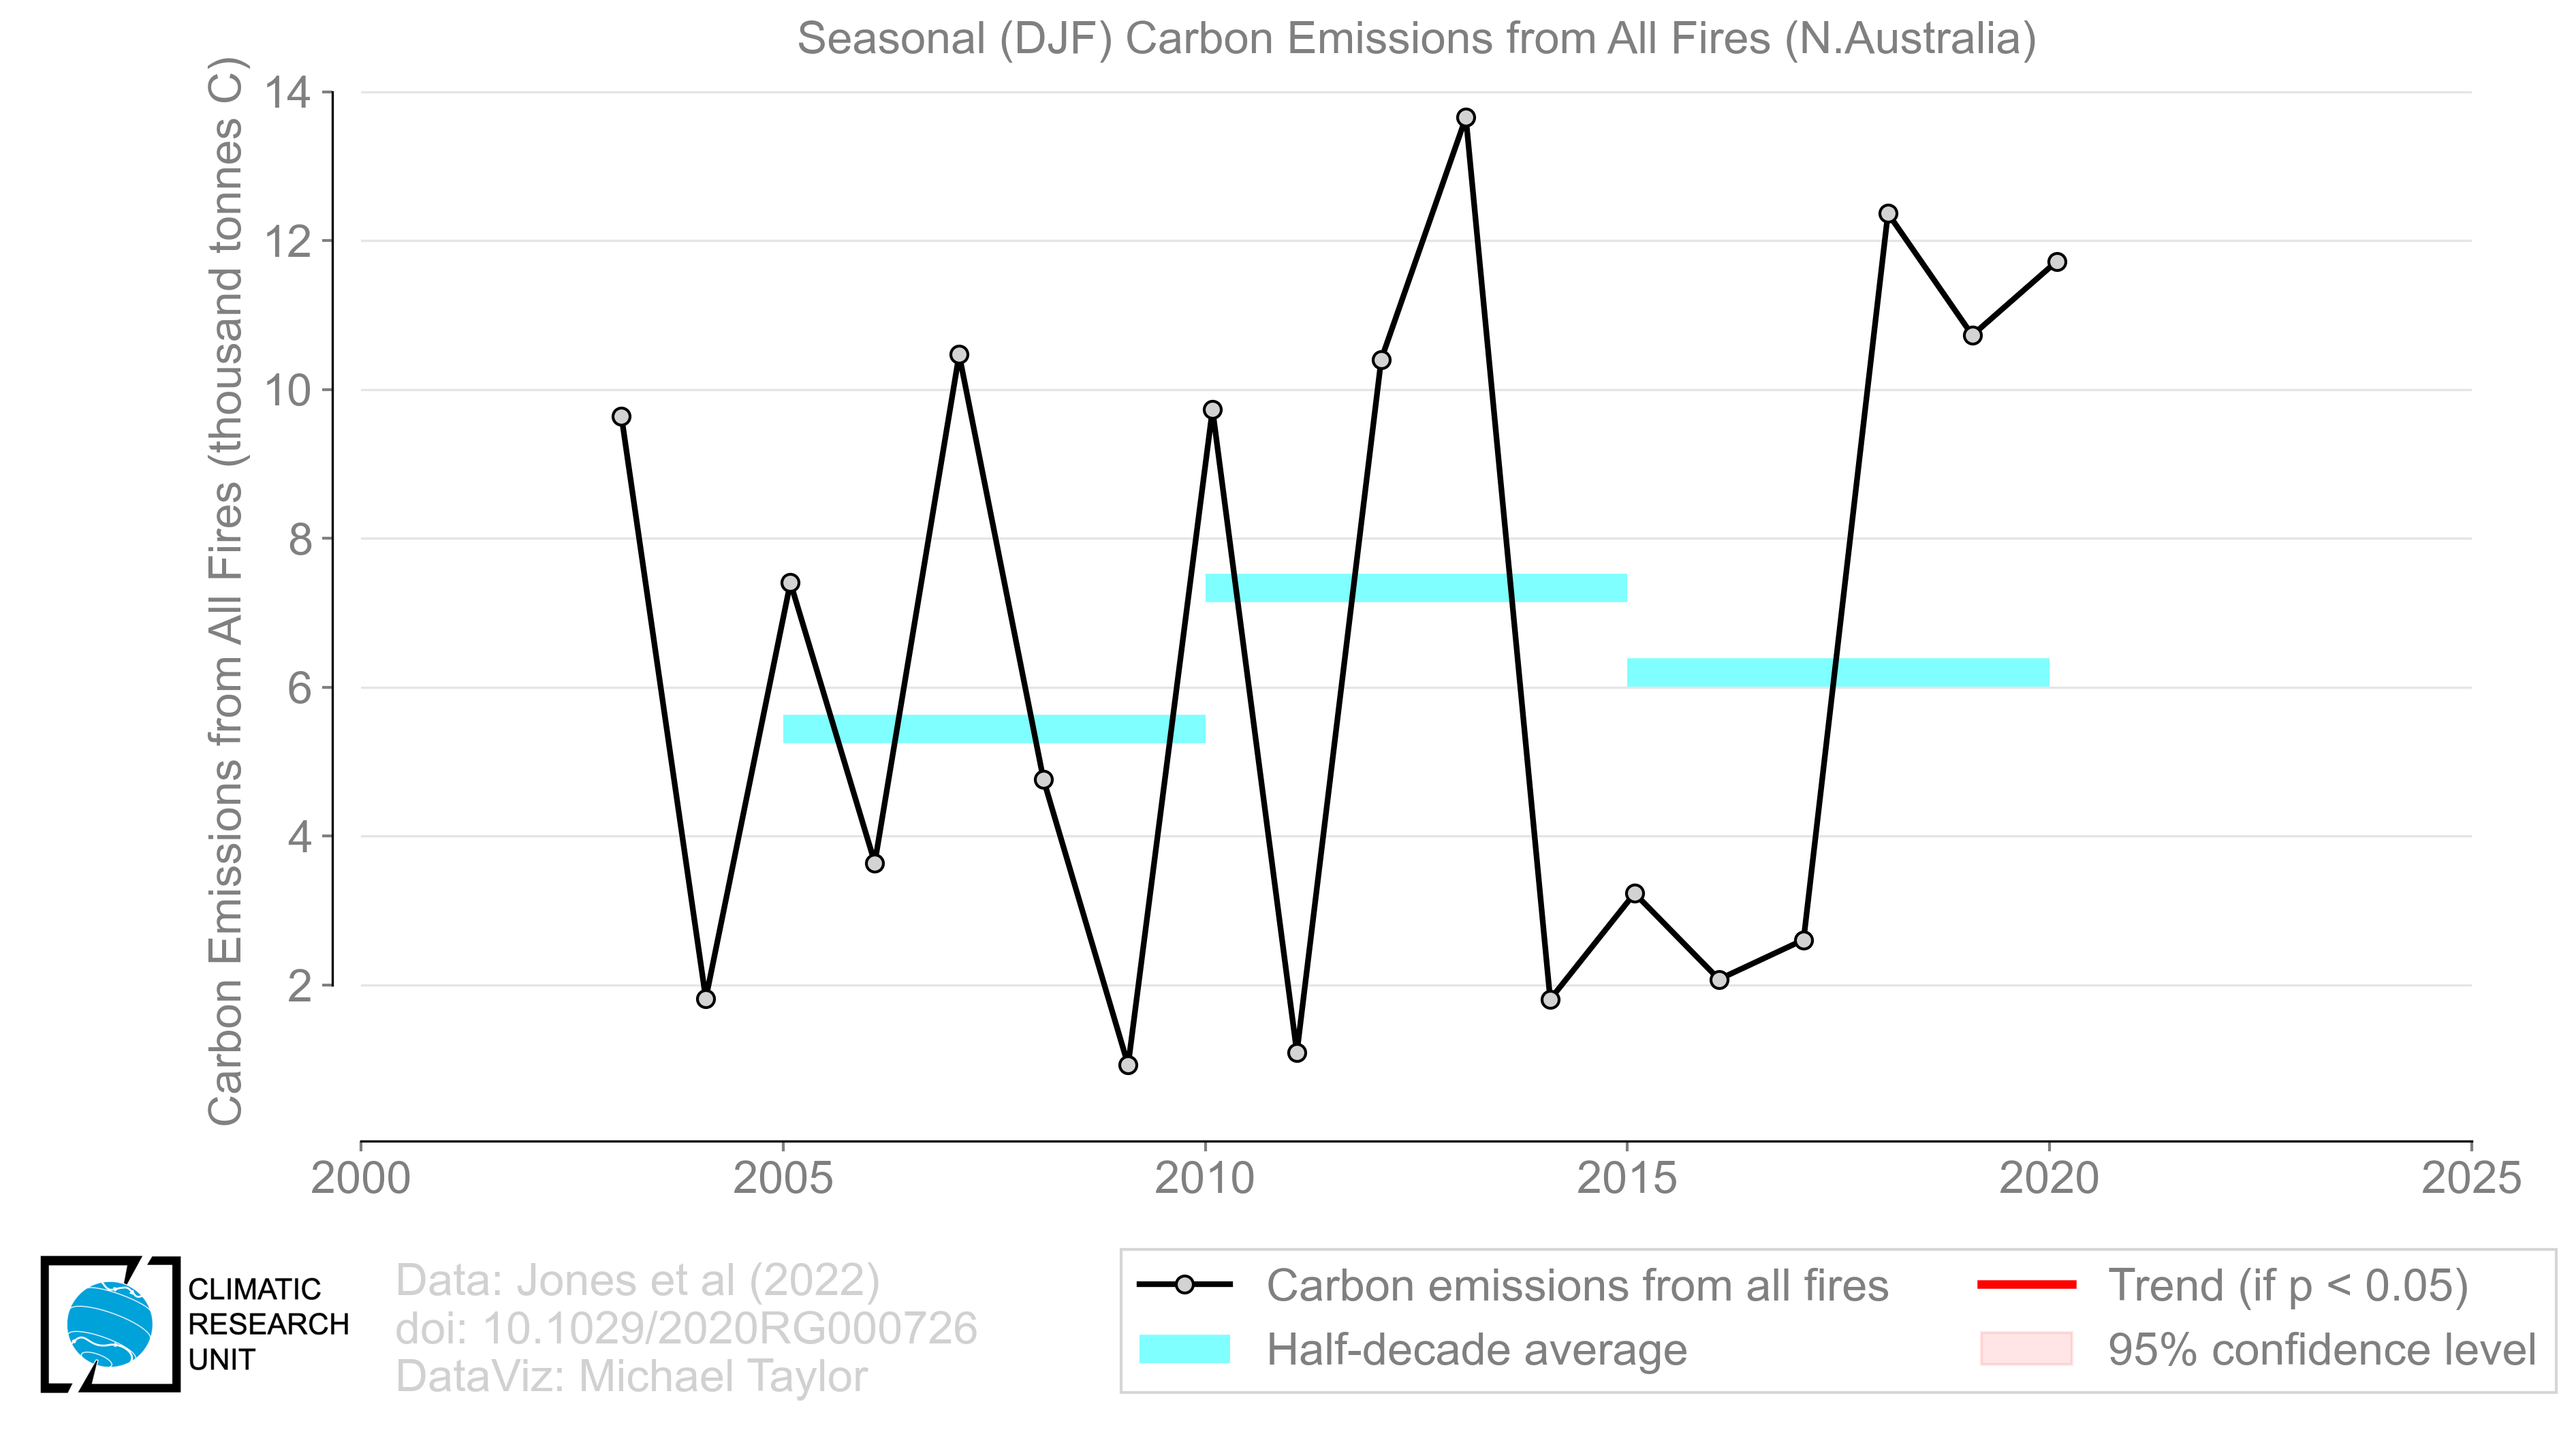 Seasonal (DJF) Carbon Emissions from All Fires (N.Australia)
Carbon Emissions from All Fires (thousand tonnes C)
14
12
10
8
6
4
2
2000
2005
2010
2015
2020
2025
CLIMATIC
RESEARCH
UNIT
Data: Jones et al (2022)
doi: 10.1029/2020RG000726
DataViz: Michael Taylor
Carbon emissions from all fires
Half-decade average
Trend (if p < 0.05)
95% confidence level